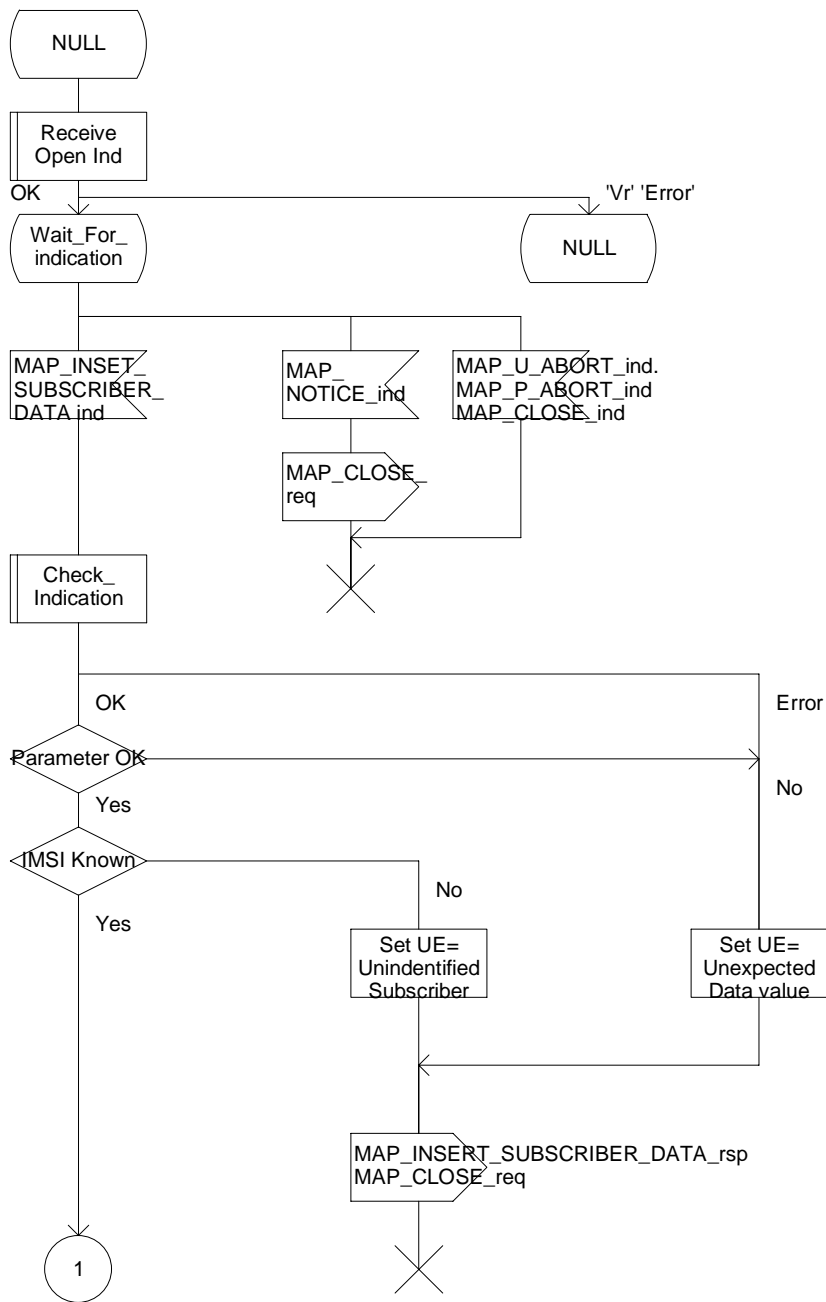 NULL
Receive
Open Ind
OK
'Vr' 'Error'
Wait_For_
indication
NULL
MAP_INSET_
SUBSCRIBER_
DATA ind
MAP_
NOTICE_ind
MAP_U_ABORT_ind.
MAP_P_ABORT_ind
MAP_CLOSE_ind
MAP_CLOSE_
req
Check_
Indication
OK
Error
Parameter OK
No
Yes
IMSI Known
No
Yes
Set UE=
Unindentified
Subscriber
Set UE=
Unexpected
Data value
MAP_INSERT_SUBSCRIBER_DATA_rsp
MAP_CLOSE_req
1